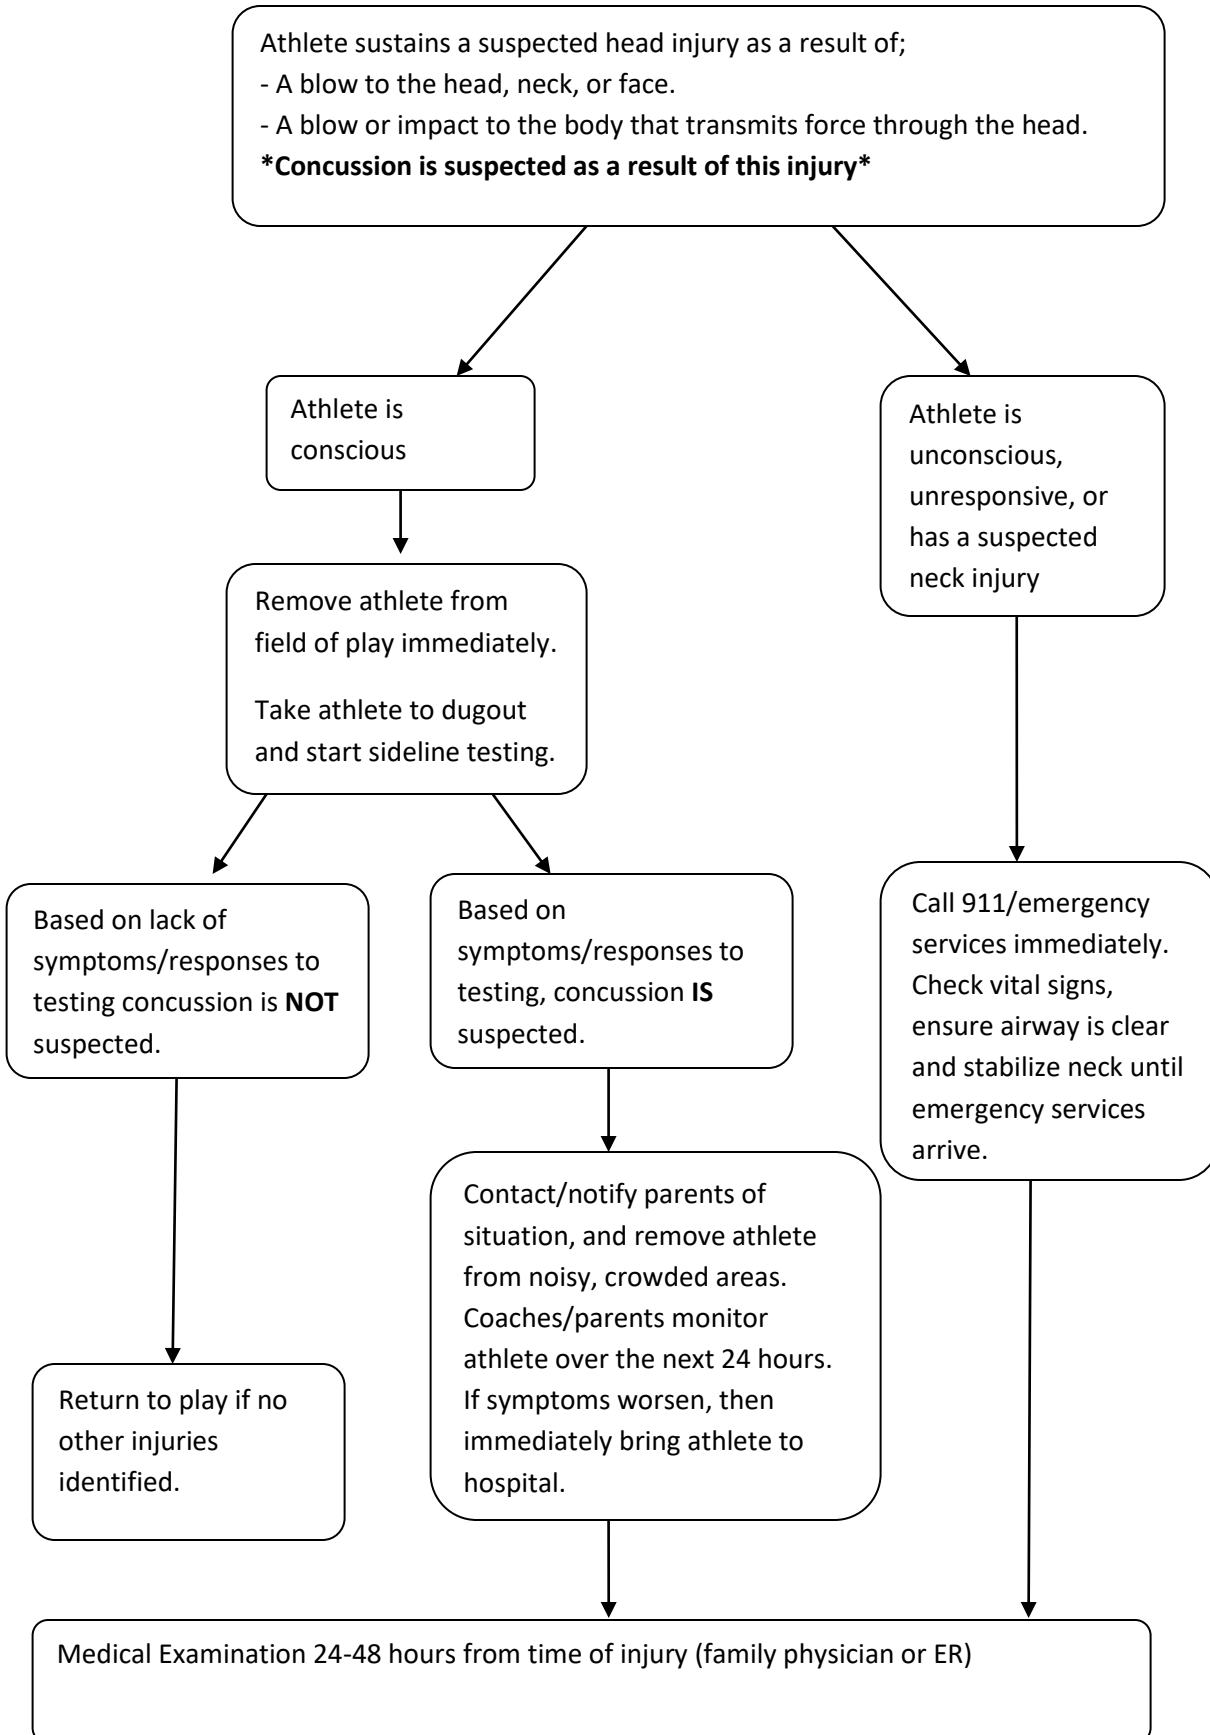 Athlete sustains a suspected head injury as a result of;
- A blow to the head, neck, or face.
- A blow or impact to the body that transmits force through the head.
*Concussion is suspected as a result of this injury*
Athlete is
conscious
Athlete is
unconscious,
unresponsive, or
has a suspected
neck injury
Remove athlete from
field of play immediately.
Take athlete to dugout
and start sideline testing.
Based on lack of
symptoms/responses to
testing concussion is NOT
suspected.
Based on
symptoms/responses to
testing, concussion IS
suspected.
Call 911/emergency
services immediately.
Check vital signs,
ensure airway is clear
and stabilize neck until
emergency services
arrive.
Contact/notify parents of
situation, and remove athlete
from noisy, crowded areas.
Coaches/parents monitor
athlete over the next 24 hours.
If symptoms worsen, then
immediately bring athlete to
hospital.
Return to play if no
other injuries
identified.
Medical Examination 24-48 hours from time of injury (family physician or ER)